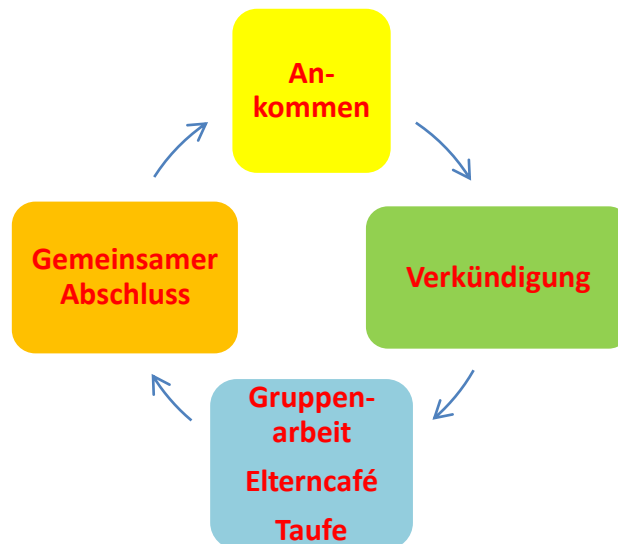 An-
kommen
Verkündigung
Gruppen-
arbeit
Elterncafé
Taufe
Gemeinsamer
Abschluss